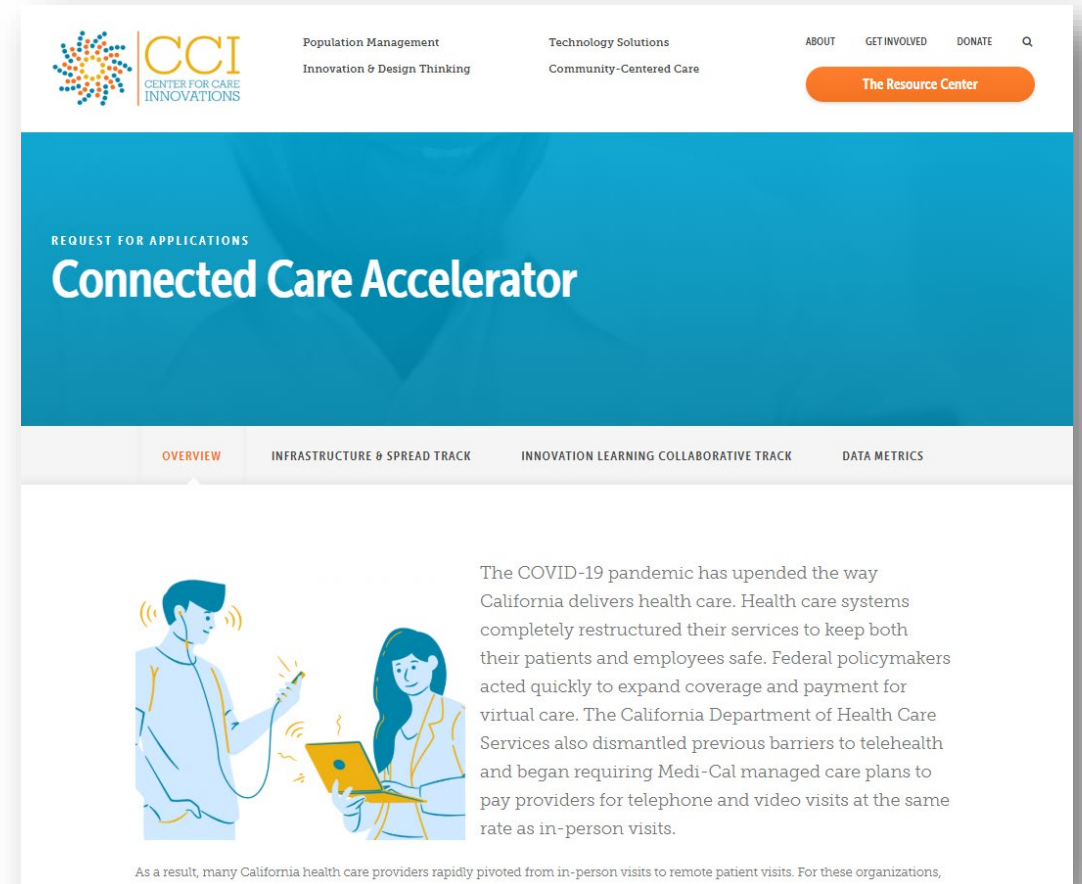 CCI
CENTER FOR CARE
INNOVATIONS
Population Management
Innovation & Design Thinking
Technology Solutions
Community-Centered Care
ABOUT GET INVOLVED DONATE
The Resource Center
REQUEST FOR APPLICATIONS
Connected Care Accelerator
OVERVIEW INFRASTRUCTURE & SPREAD TRACK INNOVATION LEARNING COLLABORATIVE TRACK DATA METRICS
The COVID-19 pandemic has upended the way
California delivers health care. Health care systems
completely restructured their services to keep both
their patients and employees safe. Federal policymakers
acted quickly to expand coverage and payment for
virtual care. The California Department of Health Care
Services also dismantled previous barriers to telehealth
and began requiring Medi-Cal managed care plans to
pay providers for telephone and video visits at the same
rate as in-person visits.
As a result, many California health care providers rapidly pivoted from in-person visits to remote patient visits. For these organizations,